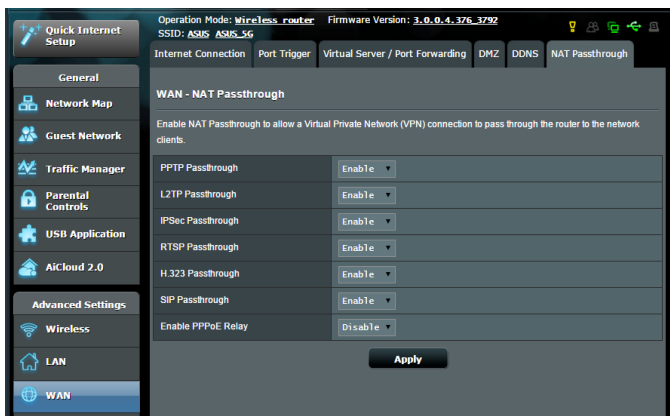 Quick Internet
Setup
Operation Mode: Wireless router Firmware Version: 3.0.0.4.376_3792
SSID: ASUS ASUS_5G
Internet Connection Port Trigger Virtual Server / Port Forwarding DMZ DDNS NAT Passthrough
General
Network Map
Guest Network
Traffic Manager
Parental
Controls
USB Application
AiCloud 2.0
Advanced Settings
Wireless
LAN
WAN
WAN - NAT Passthrough
Enable NAT Passthrough to allow a Virtual Private Network (VPN) connection to pass through the router to the network
clients.
PPTP Passthrough Enable
L2TP Passthrough Enable
IPSec Passthrough Enable
RTSP Passthrough Enable
H.323 Passthrough Enable
SIP Passthrough Enable
Enable PPPoE Relay Disable
Apply